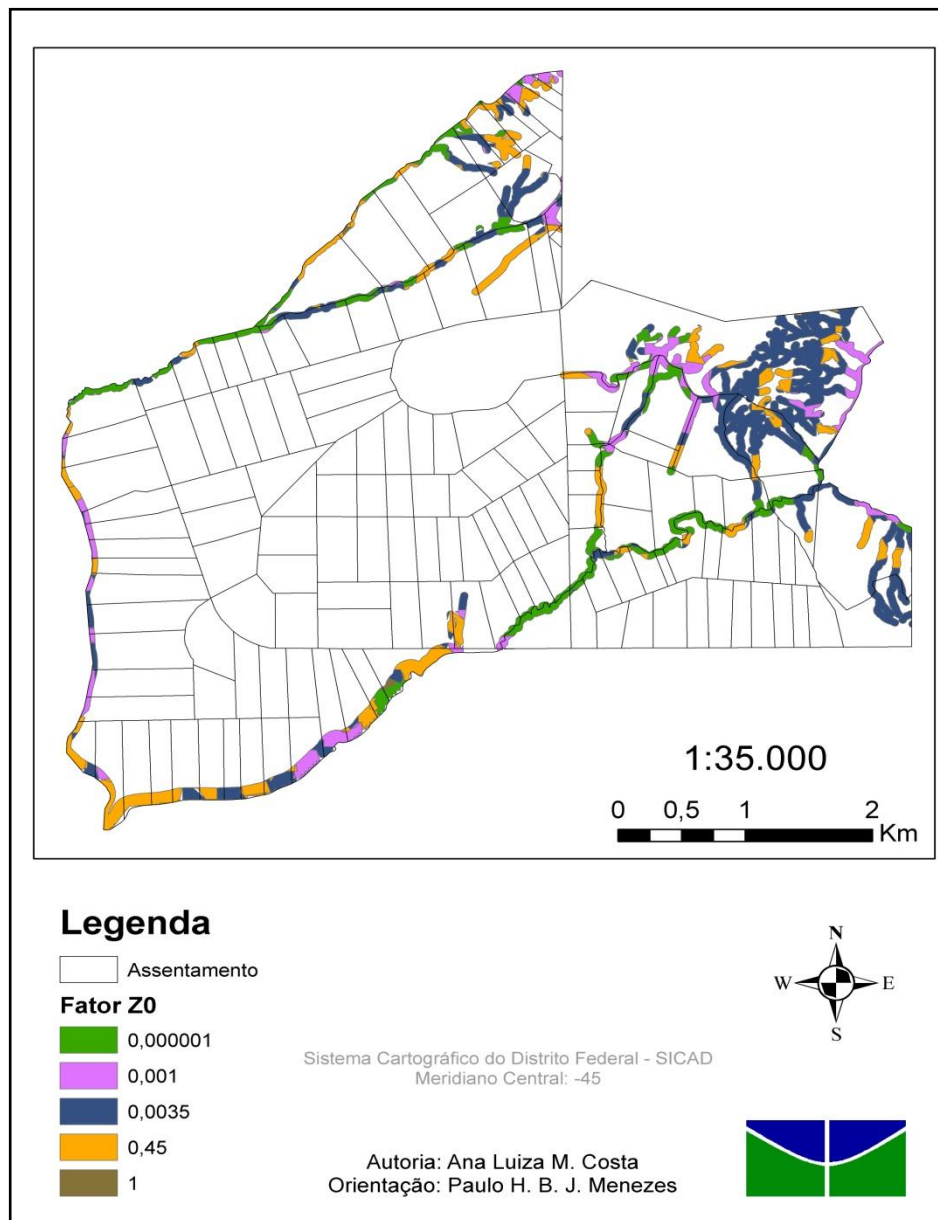 1:35.000
0 0,5 1 2
Km
Legenda
Assentamento
Fator Z0
0,000001
0,001
0,0035
0,45
1
N
W E
S
Sistema Cartográfico do Distrito Federal - SICAD
Meridiano Central: -45
Autoria: Ana Luiza M. Costa
Orientação: Paulo H. B. J. Menezes